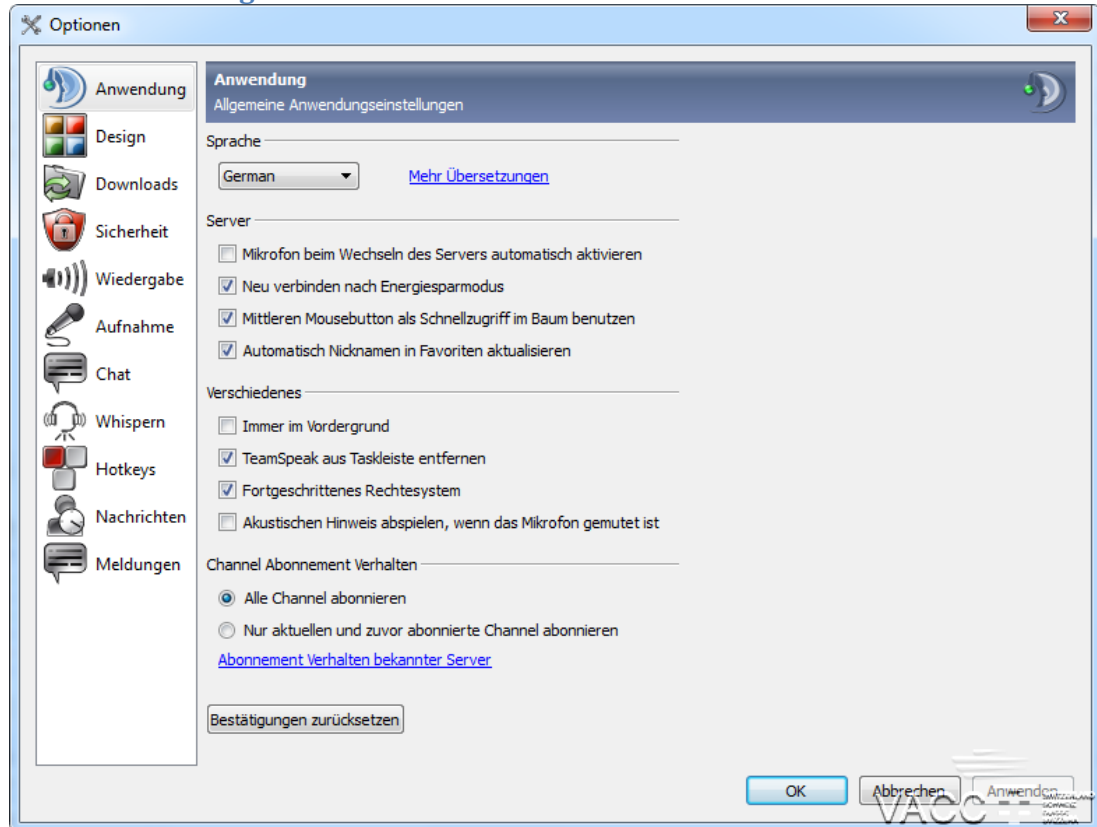 Optionen
Anwendung
Design
Downloads
Sicherheit
Wiedergabe
Aufnahme
Chat
Whispern
Hotkeys
Nachrichten
Meldungen
Anwendung
Allgemeine Anwendungseinstellungen
Sprache
German Mehr Übersetzungen
Server
Mikrofon beim Wechseln des Servers automatisch aktivieren
Neu verbinden nach Energiesparmodus
Mittleren Mousebutton als Schnellzugriff im Baum benutzen
Automatisch Nicknamen in Favoriten aktualisieren
Verschiedenes
Immer im Vordergrund
TeamSpeak aus Taskleiste entfernen
Fortgeschrittenes Rechtesystem
Akustischen Hinweis abspielen, wenn das Mikrofon gemutet ist
Channel Abonnement Verhalten
Alle Channel abonnieren
Nur aktuellen und zuvor abonnierte Channel abonnieren
Abonnement Verhalten bekannter Server
Bestätigungen zurücksetzen
OK Abbrechen Anwenden
VACC